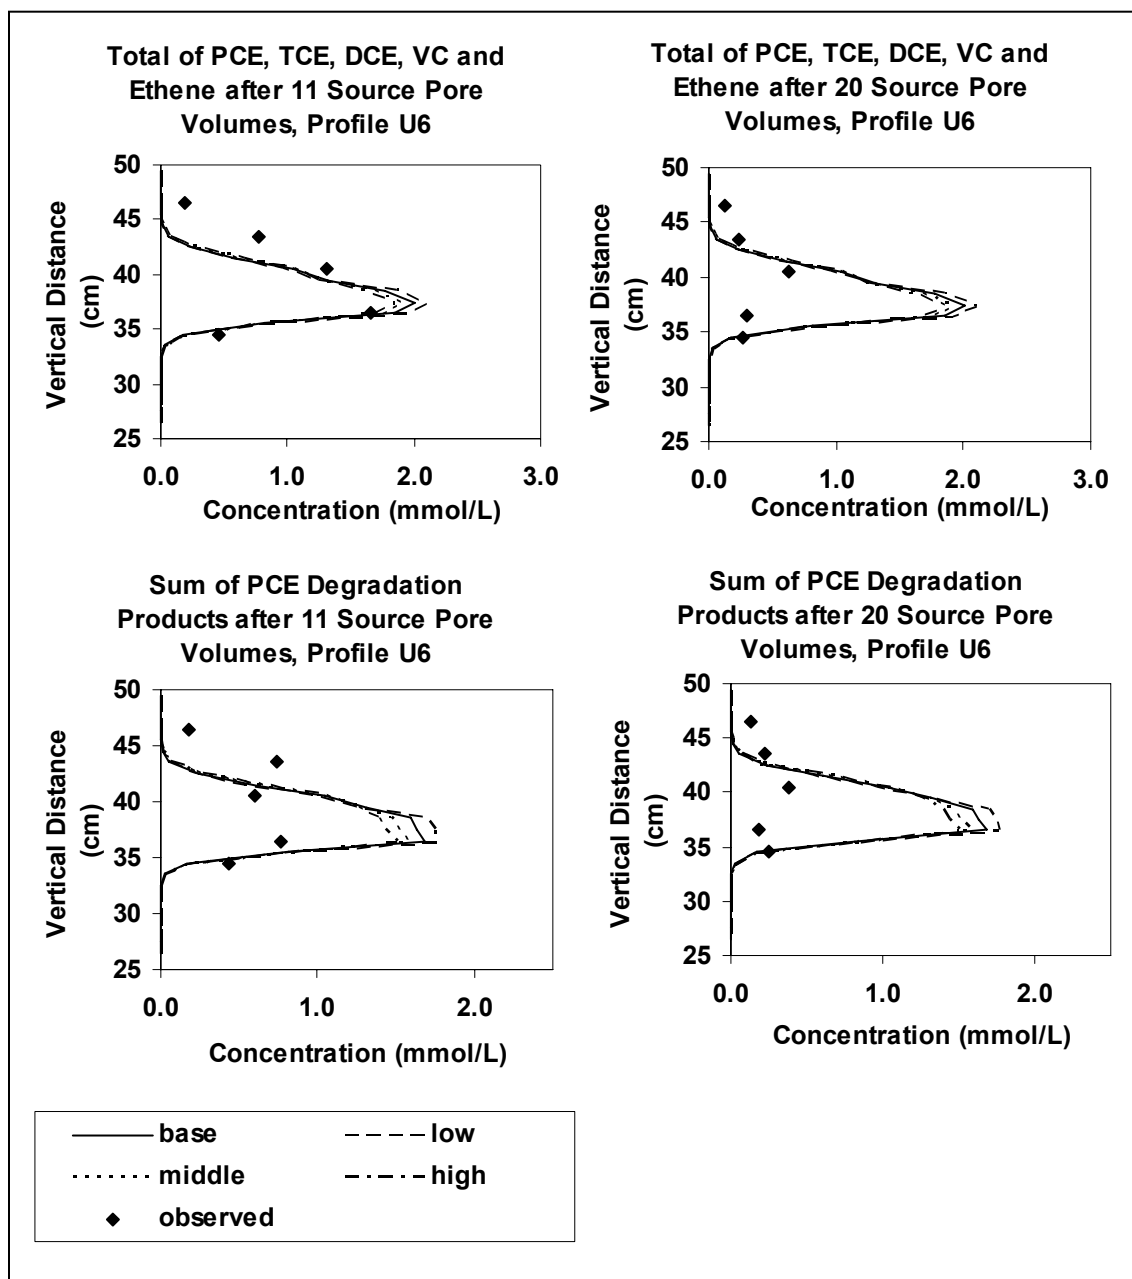 Total of PCE, TCE, DCE, VC and
Ethene after 11 Source Pore
Volumes, Profile U6
50
45
40
35
30
25
Vertical Distance
(cm)
0.0 1.0 2.0 3.0
Concentration (mmol/L)
Total of PCE, TCE, DCE, VC and
Ethene after 20 Source Pore
Volumes, Profile U6
50
45
40
35
30
25
Vertical Distance
(cm)
0.0 1.0 2.0 3.0
Concentration (mmol/L)
Sum of PCE Degradation
Products after 11 Source Pore
Volumes, Profile U6
50
45
40
35
30
25
Vertical Distance
(cm)
0.0 1.0 2.0
Concentration (mmol/L)
Sum of PCE Degradation
Products after 20 Source Pore
Volumes, Profile U6
50
45
40
35
30
25
Vertical Distance
(cm)
0.0 1.0 2.0
Concentration (mmol/L)
base low
middle high
observed